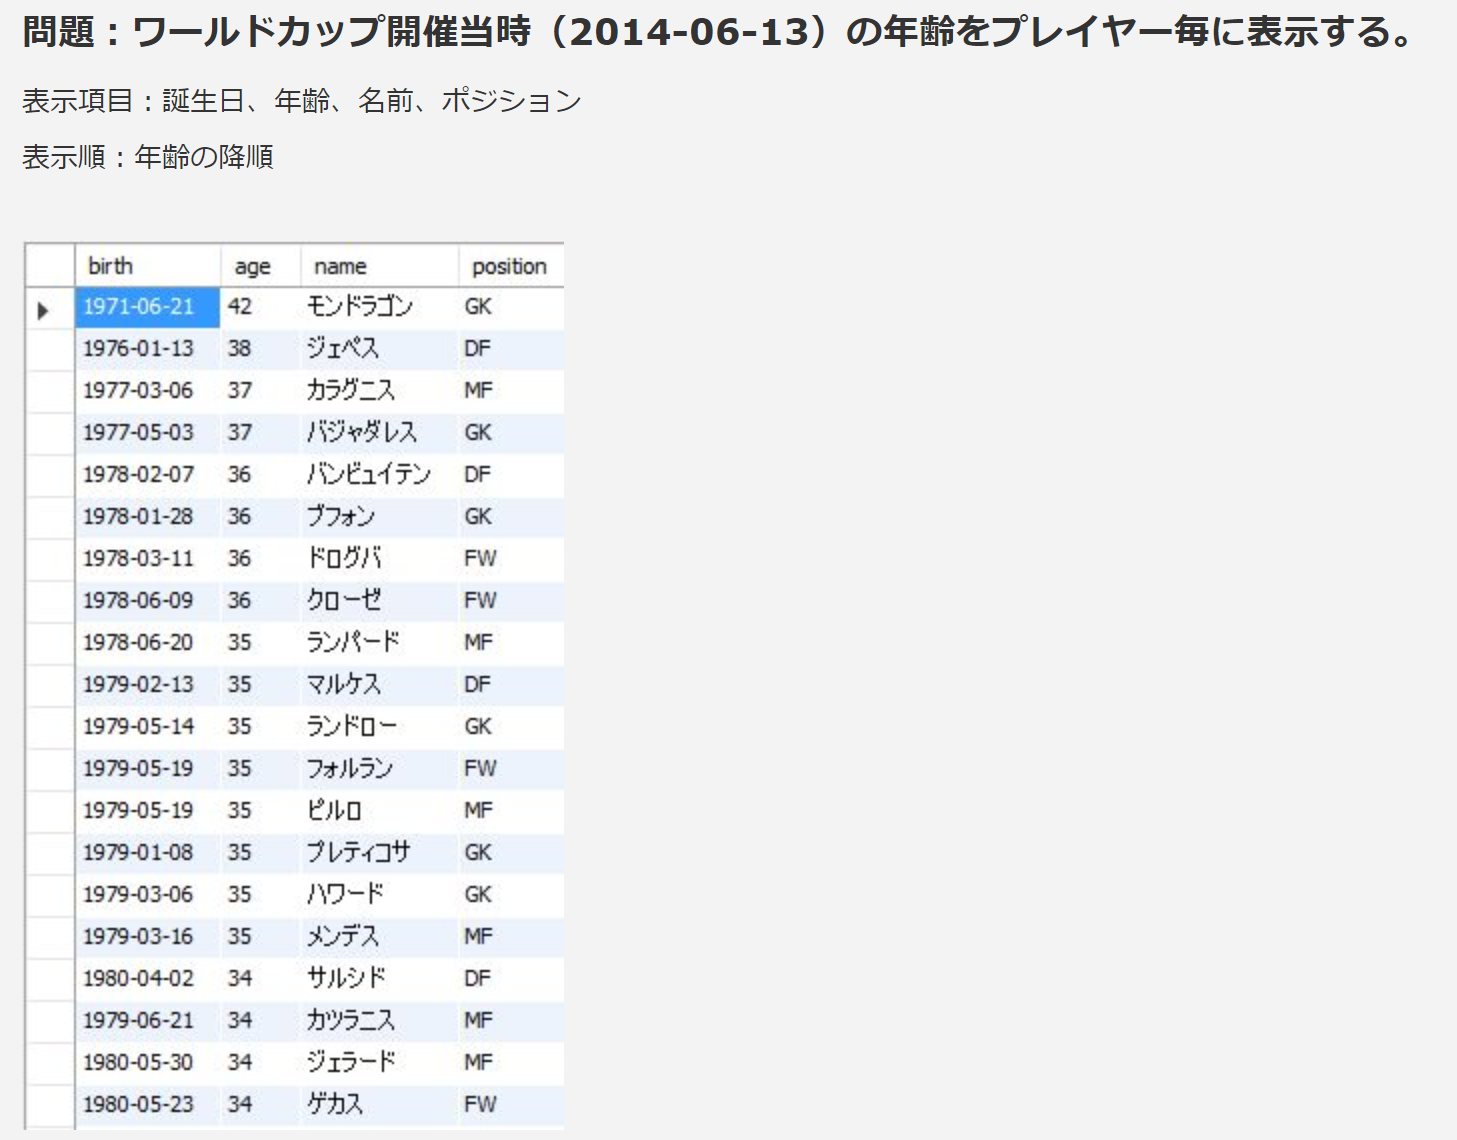 問題：ワールドカップ開催当時（2014-06-13）の年齢をプレイヤー毎に表示する。
表示項目：誕生日、年齢、名前、ポジション
表示順：年齢の降順
birth age name position
1971-06-21 42 モンドラゴン GK
1976-01-13 38 ジェペス DF
1977-03-06 37 カラグニス MF
1977-05-03 37 バジャダレス GK
1978-02-07 36 バンビュイテン DF
1978-01-28 36 ブフォン GK
1978-03-11 36 ドログバ FW
1978-06-09 36 クローゼ FW
1978-06-20 35 ランパード MF
1979-02-13 35 マルケス DF
1979-05-14 35 ランドロー GK
1979-05-19 35 フォルラン FW
1979-05-19 35 ピルロ MF
1979-01-08 35 プレティコサ GK
1979-03-06 35 ハワード GK
1979-03-16 35 メンデス MF
1980-04-02 34 サルシド DF
1979-06-21 34 カツラニス MF
1980-05-30 34 ジェラード MF
1980-05-23 34 ゲカス FW